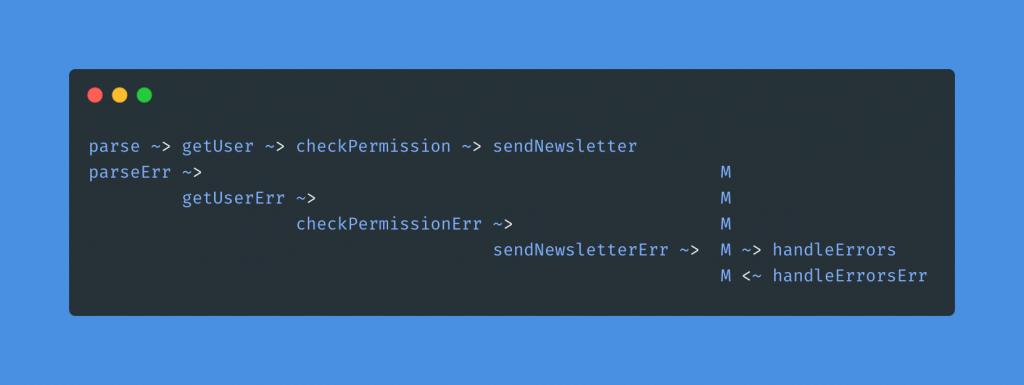 parse ~> getUser ~> checkPermission ~> sendNewsletter
parseErr ~>                                                  M
         getUserErr ~>                                       M
                    checkPermissionErr ~>                    M
                                       sendNewsletterErr ~>  M ~> handleErrors
                                                             M <~ handleErrorsErr